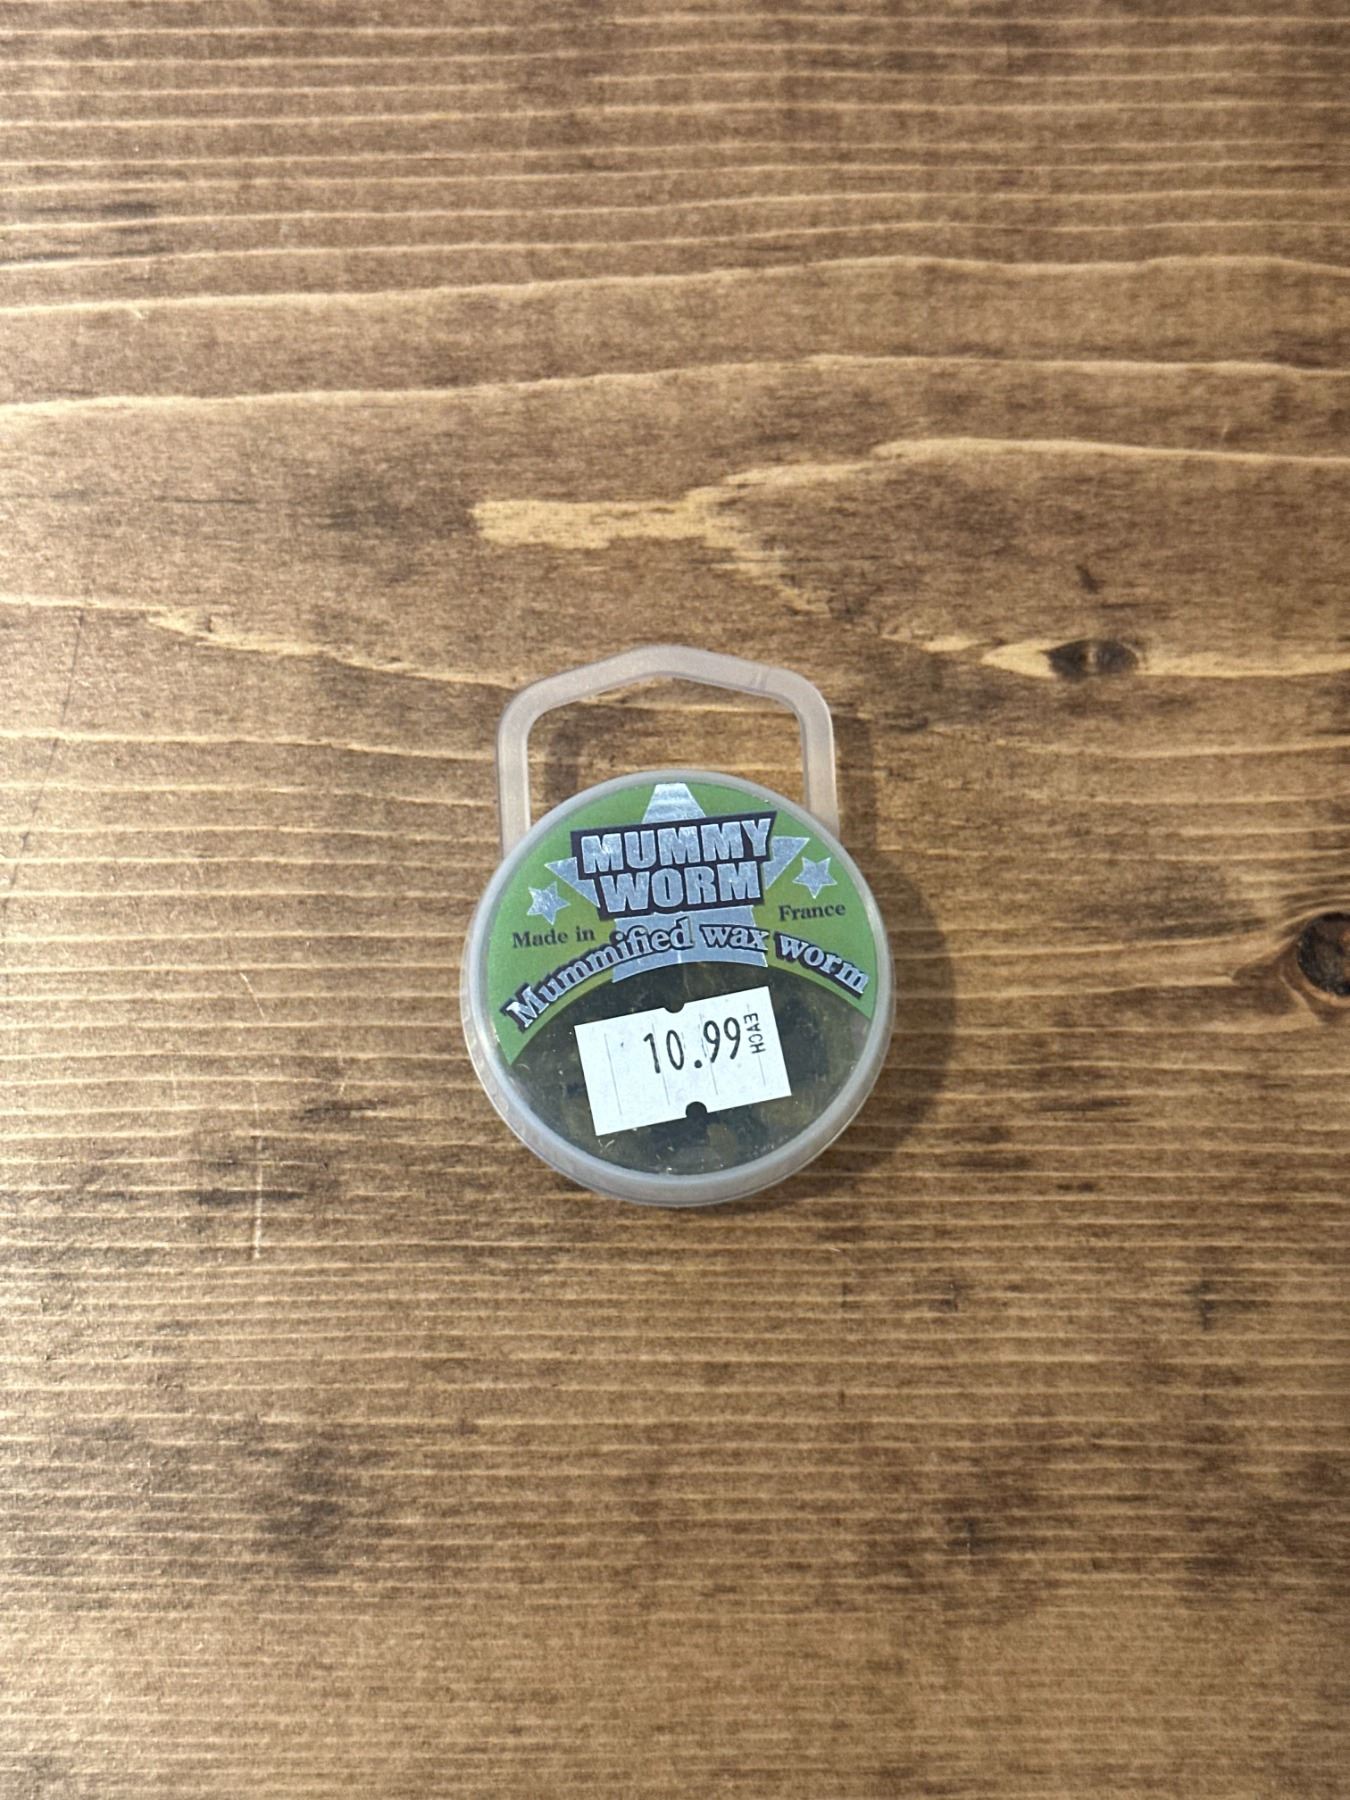 MUMMY
WORM
Made in France
Mummified wax worm
10.99 EACH